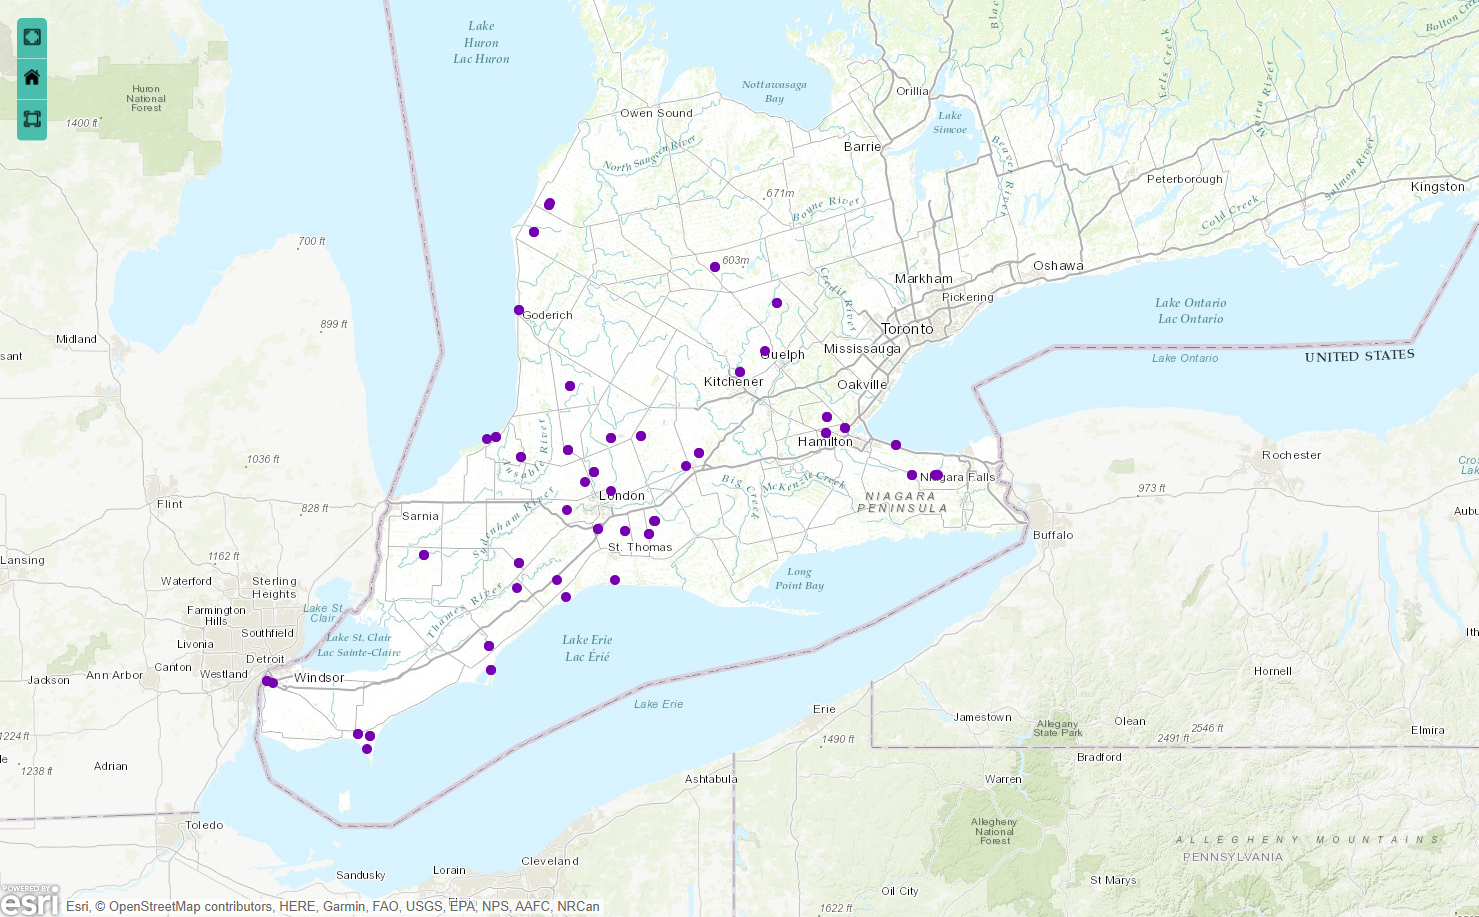 Lake
Huron
Lac Huron
Bolton Creek
Eels Creek
Moira River
Huron
National
Forest
1400 ft
Owen Sound
Nottawasaga
Bay
Orillia
Lake
Simcoe
Barrie
North Saugeen River
Beaver River
Salmon River
Peterborough
Kingston
671m
Boyne River
Cold Creek
700 ft
603m
Credit River
Markham
Oshawa
Pickering
Lake Ontario
Lac Ontario
Goderich
899 ft
Midland
sant
Toronto
Guelph
Mississauga
Lake Ontario
UNITED STATES
Kitchener
Oakville
Ausable River
Hamilton
Rochester
1036 ft
Flint
828 ft
Sarnia
Sydenham River
London
Big Creek
McKenzie Creek
Niagara Falls
NIAGARA
PENINSULA
973 ft
Buffalo
St. Thomas
Lansing
1162 ft
Waterford
Sterling
Heights
Long
Point Bay
Farmington
Hills
Lake St.
Clair
Thames River
Southfield
Livonia
Lake St. Clair
Lac Sainte-Claire
Lake Erie
Lac Érié
Detroit
Canton
Westland
Ann Arbor
Jackson
Windsor
Hornell
Lake Erie
Erie
Jamestown
Allegany
State Park
Olean
2546 ft
2491 ft
Elmira
1224 ft
1490 ft
Bradford
Adrian
1238 ft
Ashtabula
Warren
Toledo
Allegheny
National
Forest
ALLEGHENY MOUNTAINS
PENNSYLVANIA
Cleveland
Lorain
Sandusky
St Marys
Oil City
1622 ft
POWERED BY
esri
Esri, © OpenStreetMap contributors, HERE, Garmin, FAO, USGS, EPA, NPS, AAFC, NRCan